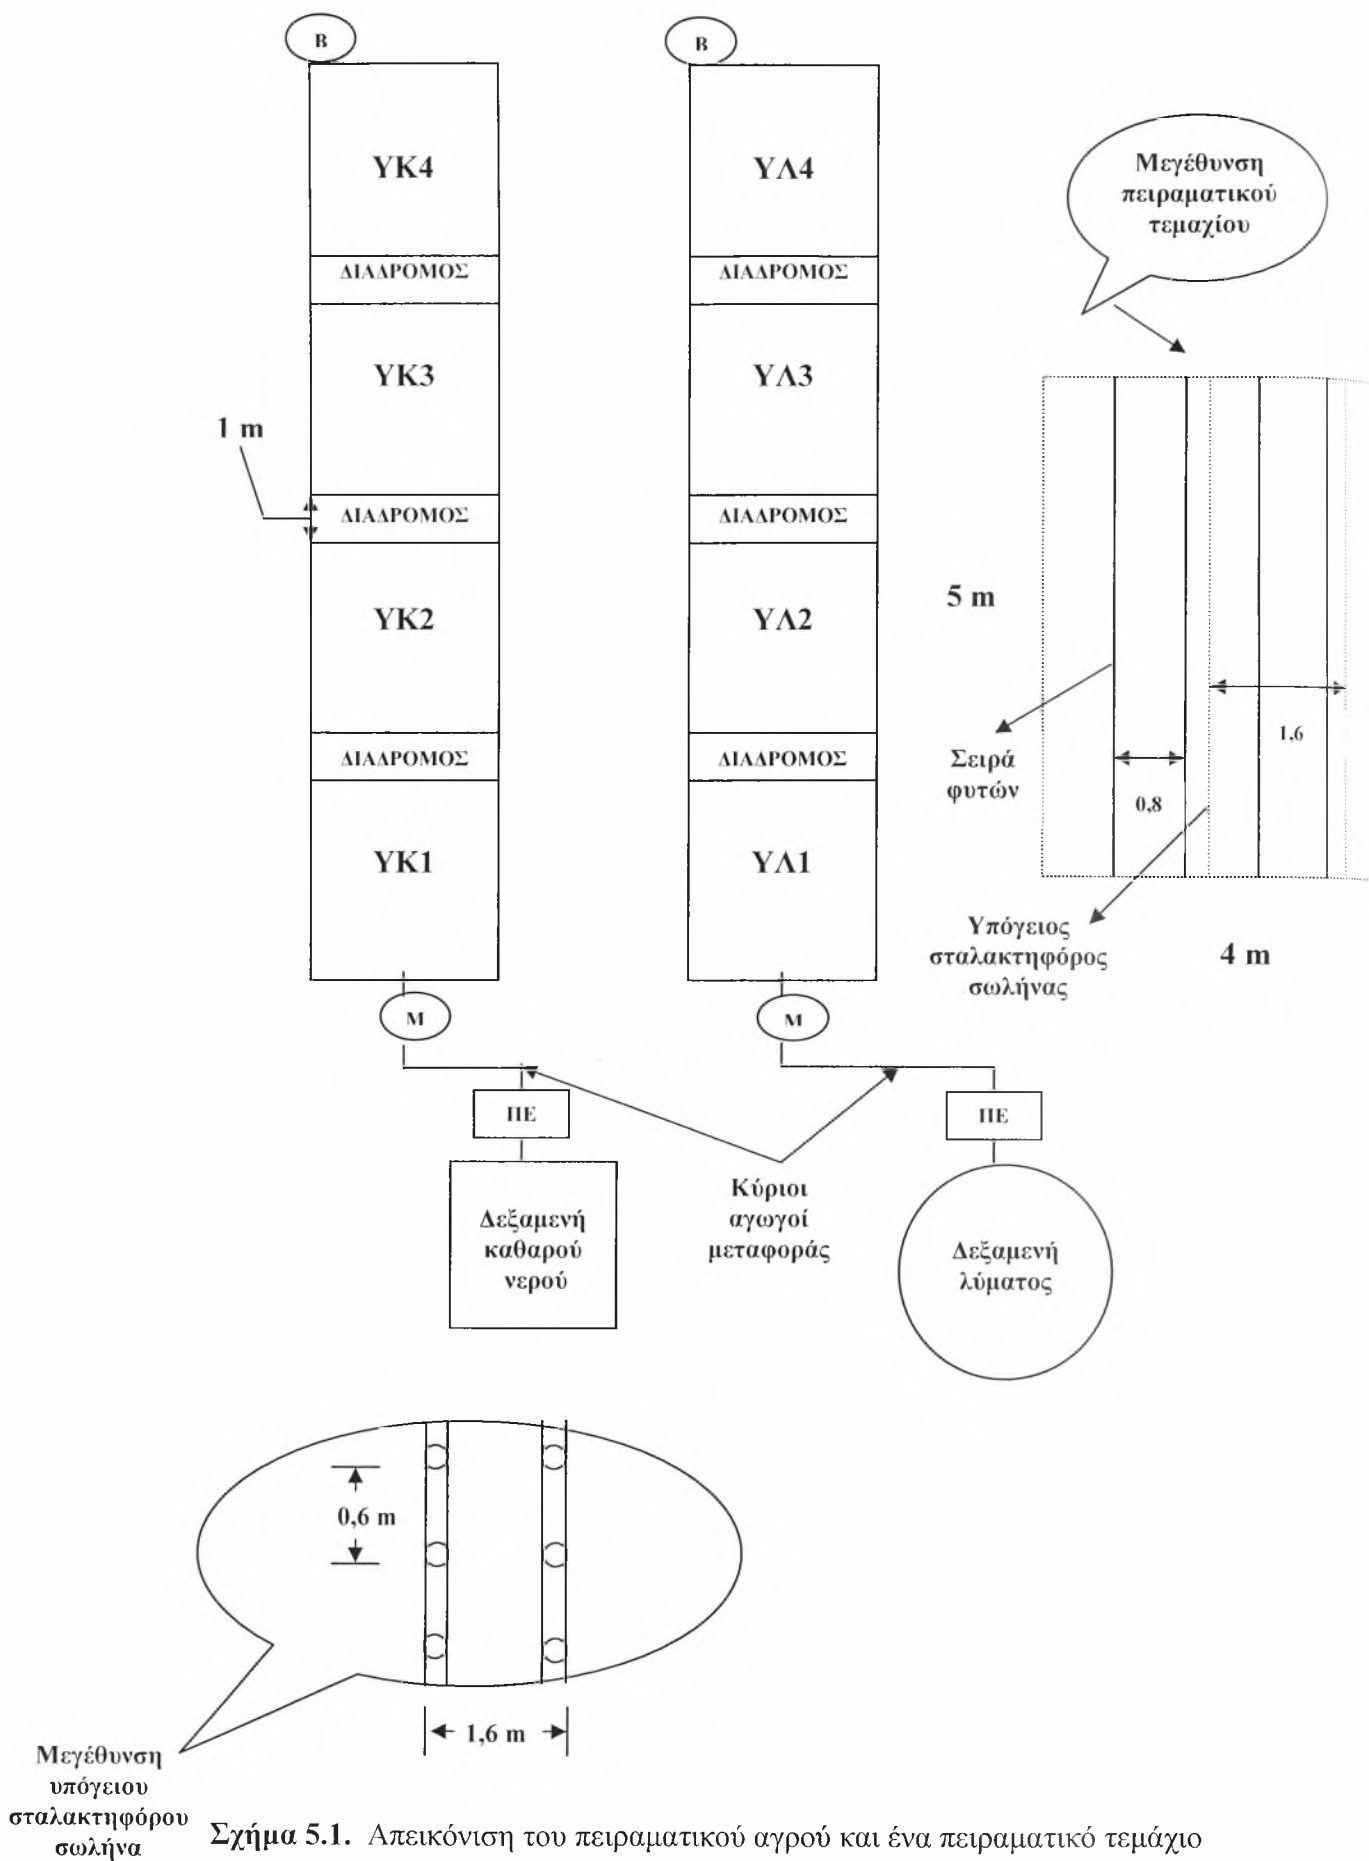 B
B
ΥΚ4
ΥΛ4
Μεγέθυνση
πειραματικού
τεμαχίου
ΔΙΑΔΡΟΜΟΣ
ΔΙΑΔΡΟΜΟΣ
ΥΚ3
ΥΛ3
1 m
ΔΙΑΔΡΟΜΟΣ
ΔΙΑΔΡΟΜΟΣ
5 m
ΥΚ2
ΥΛ2
1,6
Σειρά
φυτών
ΔΙΑΔΡΟΜΟΣ
ΔΙΑΔΡΟΜΟΣ
0,8
ΥΚ1
ΥΛ1
Υπόγειος
σταλακτηφόρος
σωλήνας
4 m
M
M
ΠΕ
ΠΕ
Δεξαμενή
καθαρού
νερού
Κύριοι
αγωγοί
μεταφοράς
Δεξαμενή
λύματος
0,6 m
1,6 m
Μεγέθυνση
υπόγειου
σταλακτηφόρου
σωλήνα
Σχήμα 5.1. Απεικόνιση του πειραματικού αγρού και ένα πειραματικό τεμάχιο